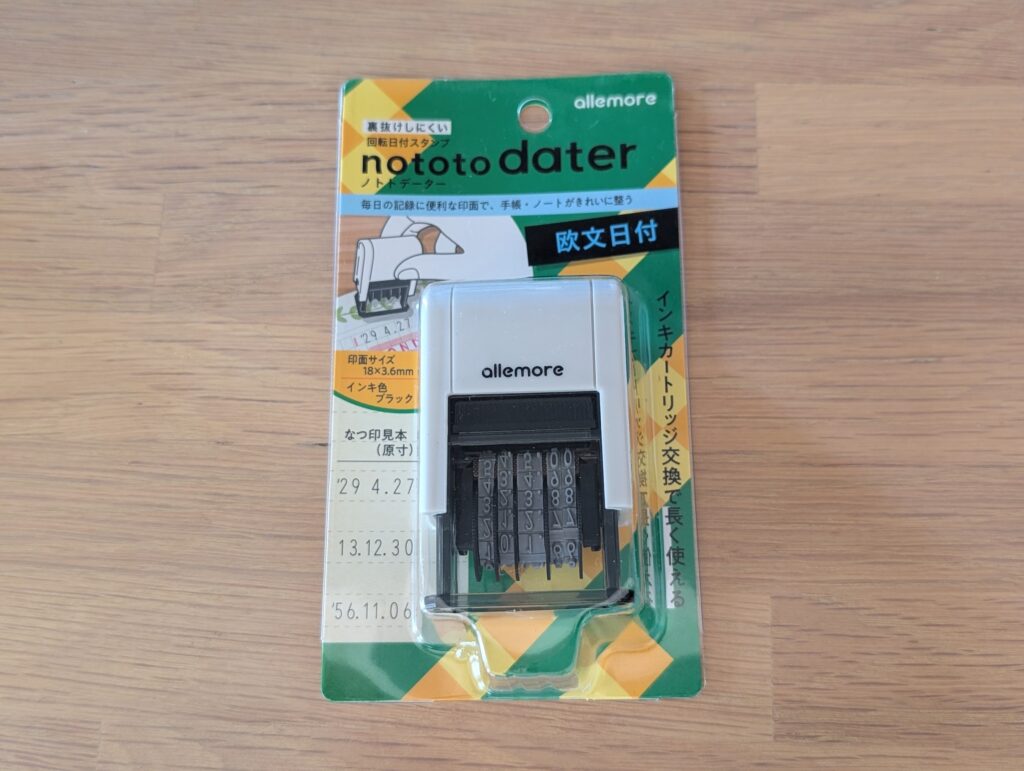 allemore
裏抜けしにくい
回転日付スタンプ
nototo dater
ノトトデーター
毎日の記録に便利な印面で、手帳・ノートがきれいに整う
欧文日付
'29 4.27
印面サイズ
18×3.6mm
インキ色
ブラック
allemore
インキカートリッジ交換で長く使える
なつ印見本
(原寸)
'29 4.27
13.12.30
'56.11.06